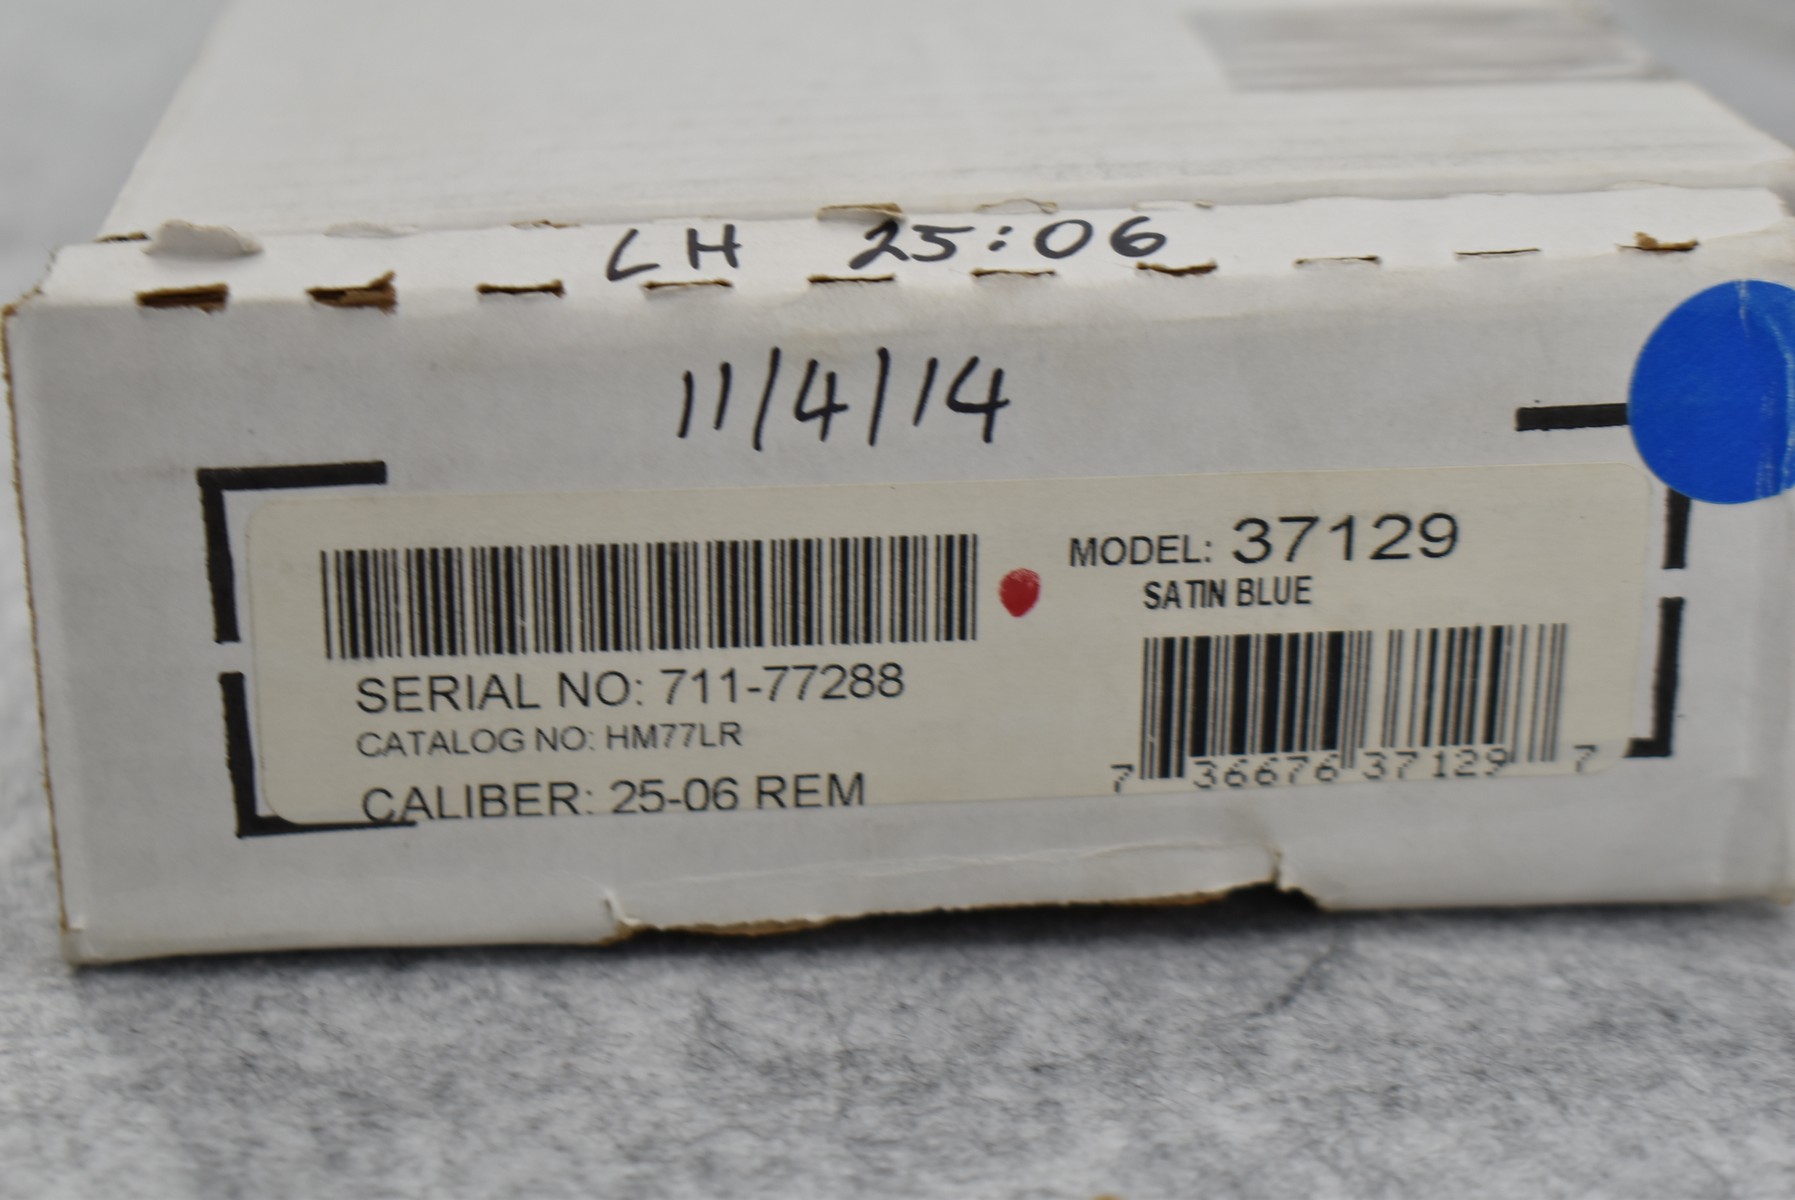 LH 25:06
11/4/14
MODEL: 37129
SATIN BLUE
SERIAL NO: 711-77288
CATALOG NO: HM77LR
CALIBER: 25-06 REM
7 36676 37129 7